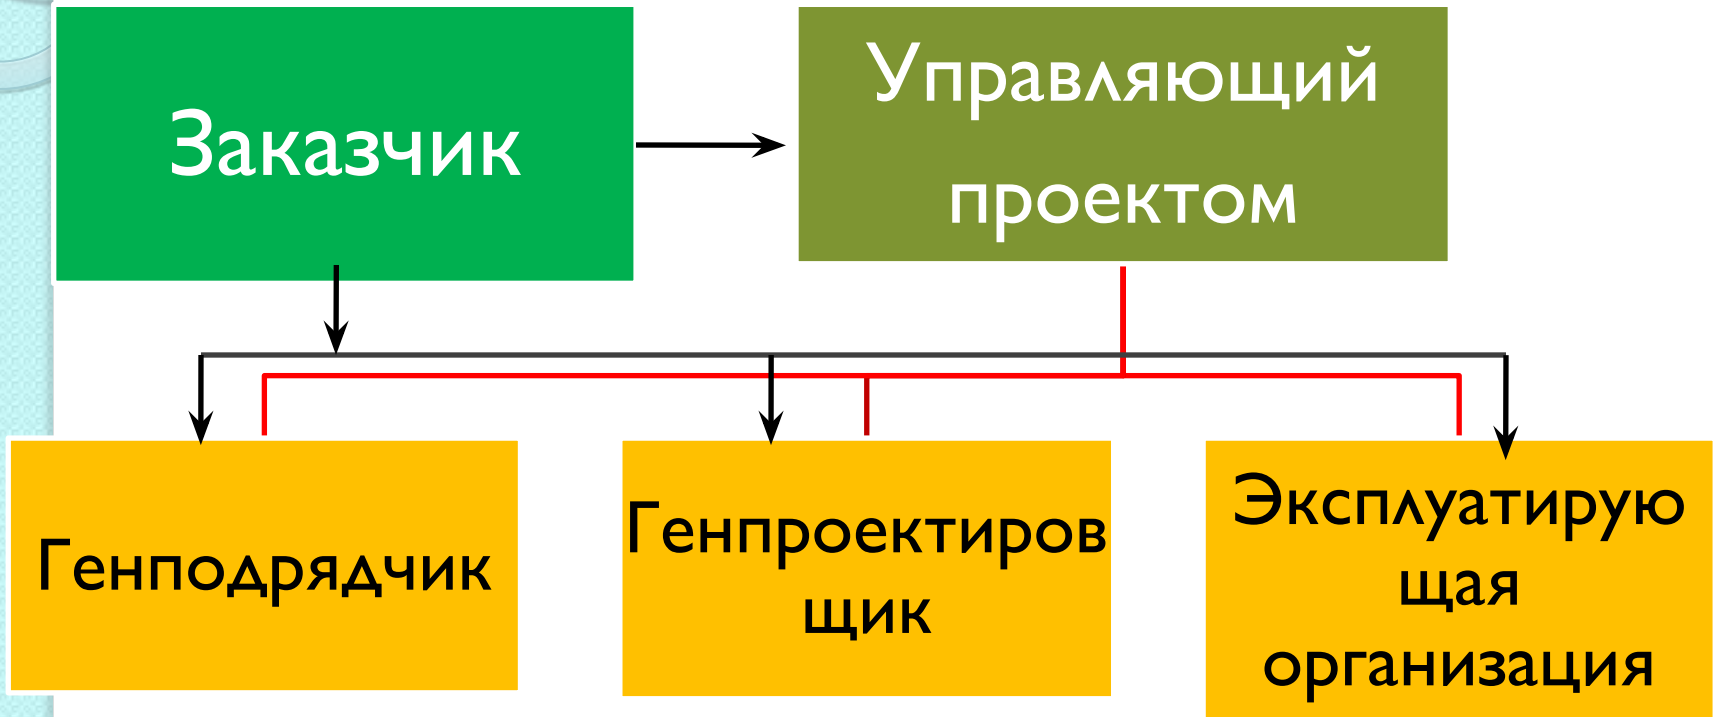 Заказчик
Управляющий
проектом
Генподрядчик
Генпроектиров
щик
Эксплуатирую
щая
организация